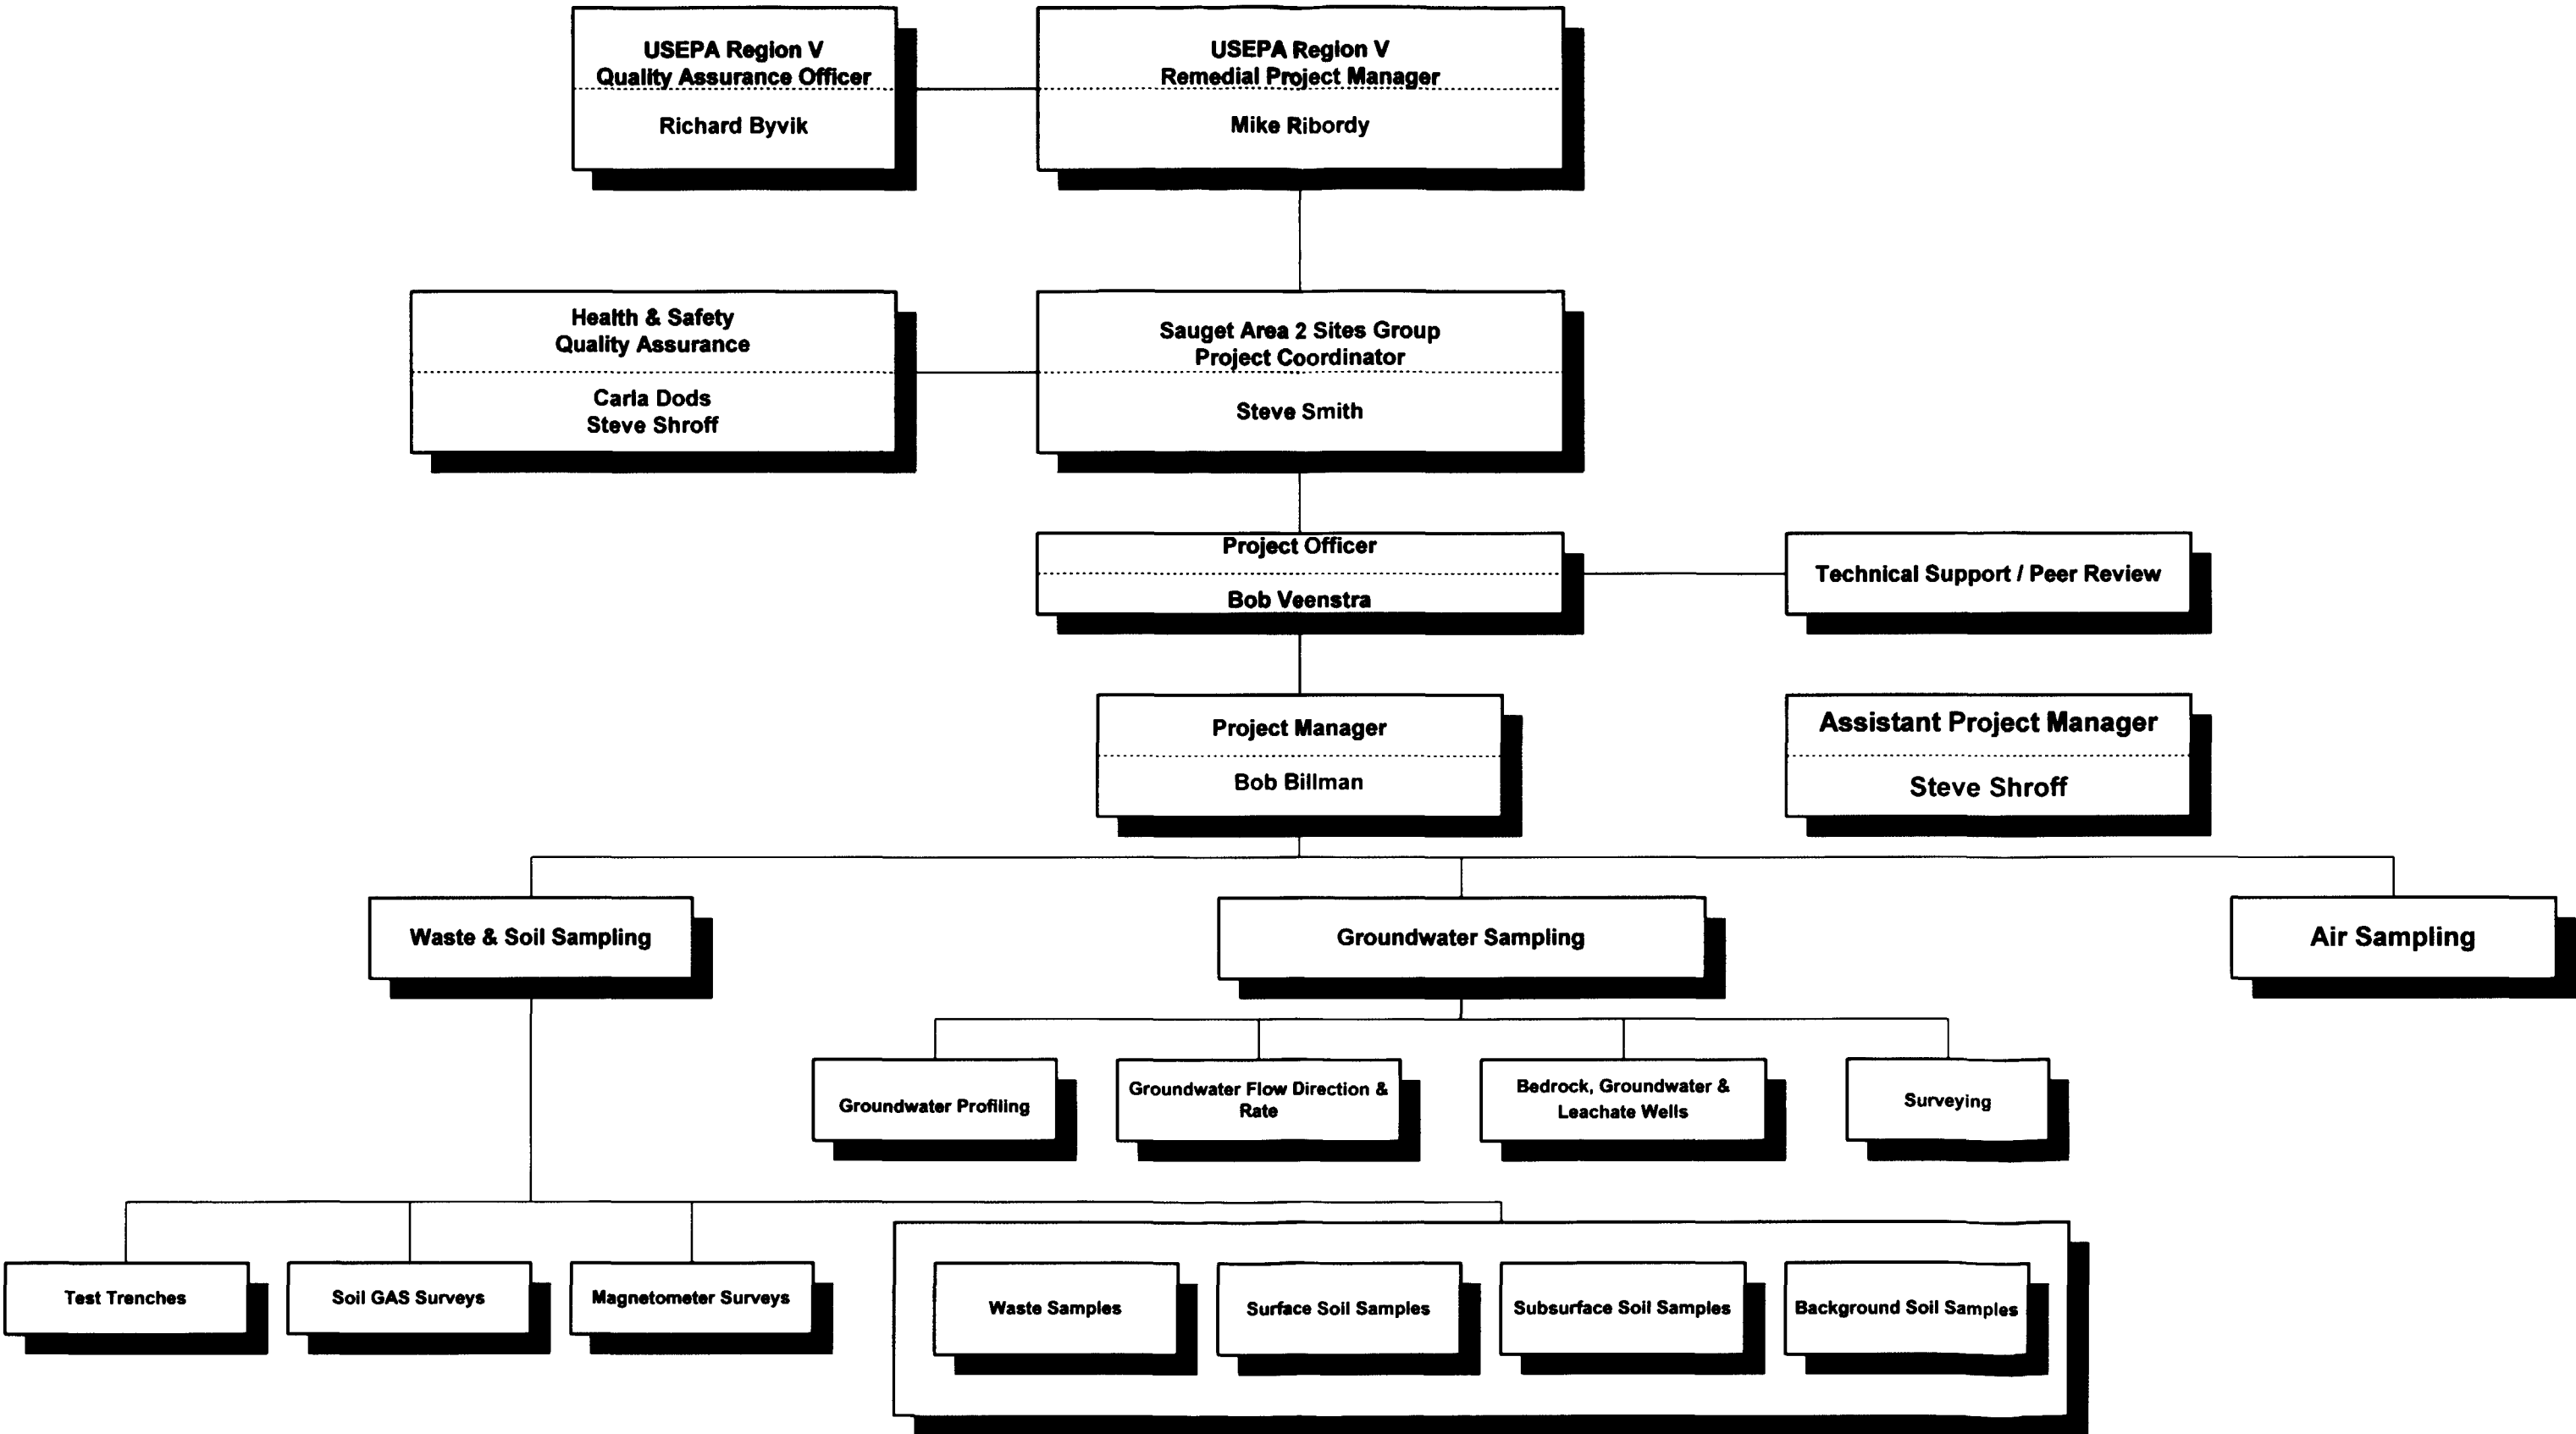 USEPA Region V
Quality Assurance Officer
Richard Byvik
USEPA Region V
Remedial Project Manager
Mike Ribordy
Health & Safety
Quality Assurance
Carla Dods
Steve Shroff
Sauget Area 2 Sites Group
Project Coordinator
Steve Smith
Project Officer
Bob Veenstra
Technical Support / Peer Review
Project Manager
Bob Billman
Assistant Project Manager
Steve Shroff
Waste & Soil Sampling
Groundwater Sampling
Air Sampling
Groundwater Profiling
Groundwater Flow Direction &
Rate
Bedrock, Groundwater &
Leachate Wells
Surveying
Test Trenches
Soil GAS Surveys
Magnetometer Surveys
Waste Samples
Surface Soil Samples
Subsurface Soil Samples
Background Soil Samples